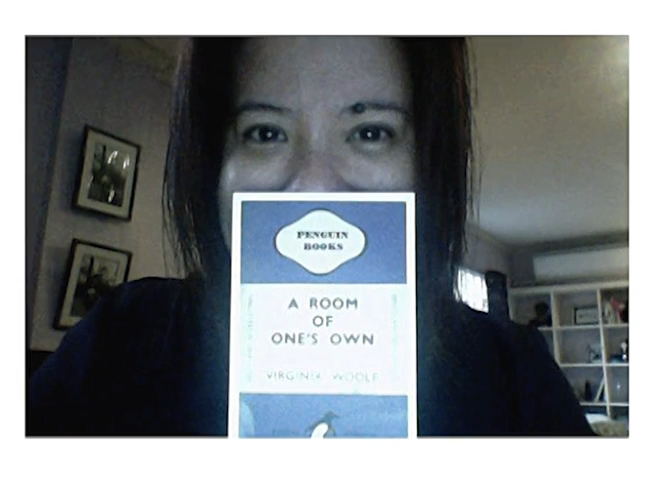 PENGUIN
BOOKS
A ROOM
OF
ONE'S OWN
VIRGINIA WOOLF